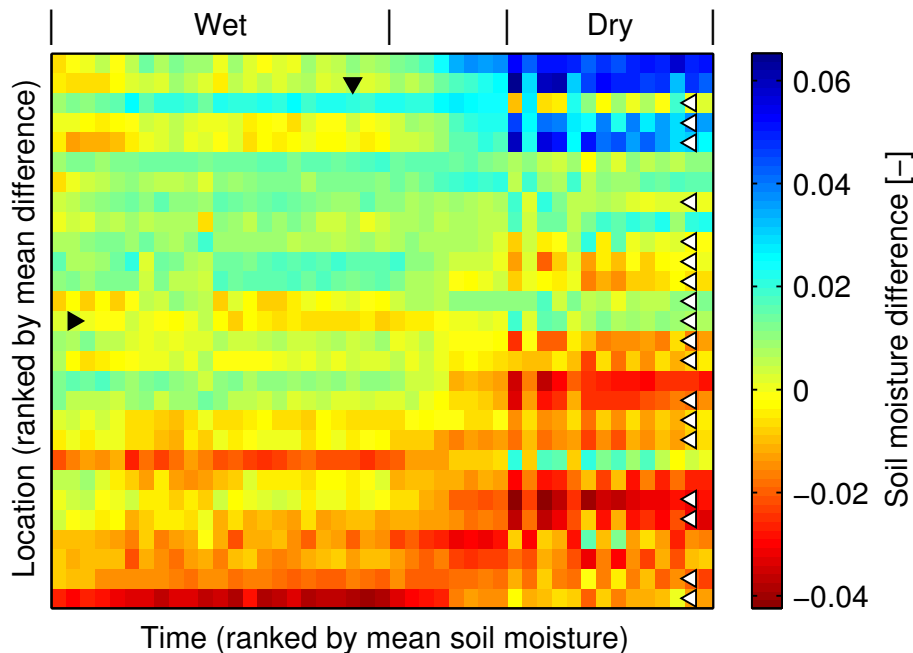 Wet
Dry
Location (ranked by mean difference)
Time (ranked by mean soil moisture)
0.06
0.04
0.02
0
−0.02
−0.04
Soil moisture difference [−]